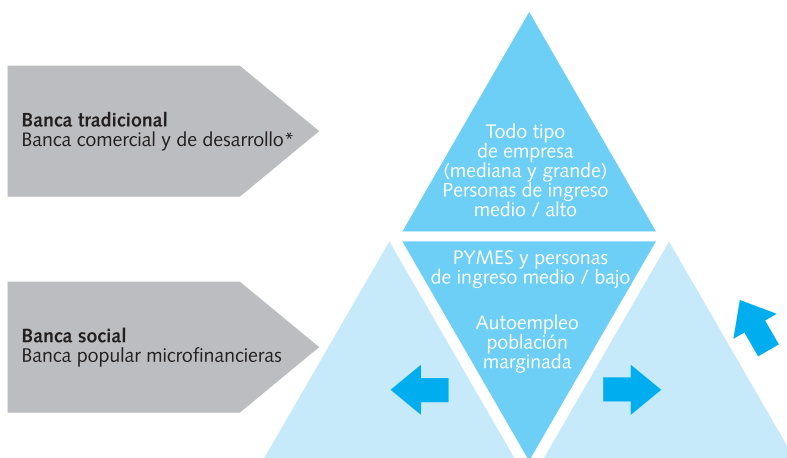 Banca tradicional
Banca comercial y de desarrollo*
Todo tipo
de empresa
(mediana y grande)
Personas de ingreso
medio / alto
PYMES y personas
de ingreso medio / bajo
Autoempleo
población
marginada
Banca social
Banca popular microfinancieras